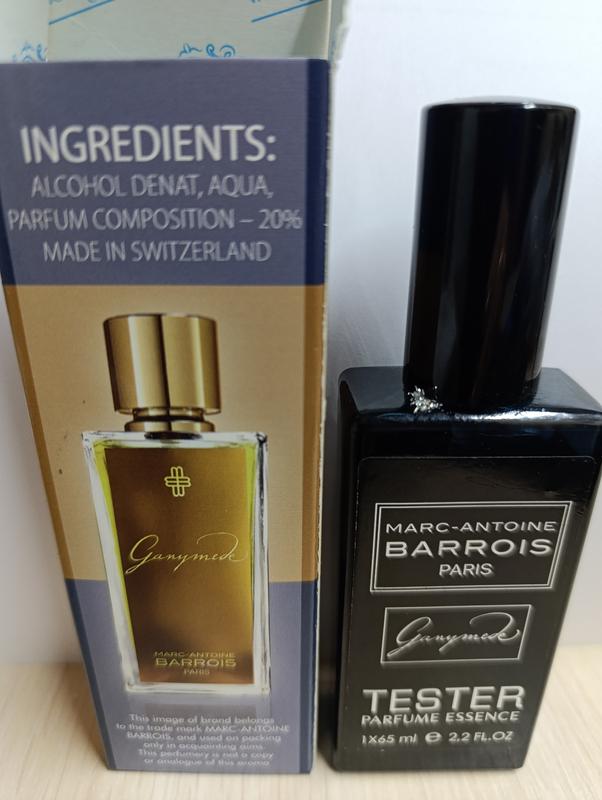 INGREDIENTS:
ALCOHOL DENAT, AQUA,
PARFUM COMPOSITION – 20%
MADE IN SWITZERLAND
Ganymede
MARC-ANTOINE
BARROIS
PARIS
This image of brand belongs
to the trade mark MARC-ANTOINE
BARROIS, and used on packing
only in acquainting aims
This perfumery is not a copy
or analogue of this aroma
MARC-ANTOINE
BARROIS
PARIS
Ganymede
TESTER
PARFUME ESSENCE
1X65 ml e 2.2 FL.OZ